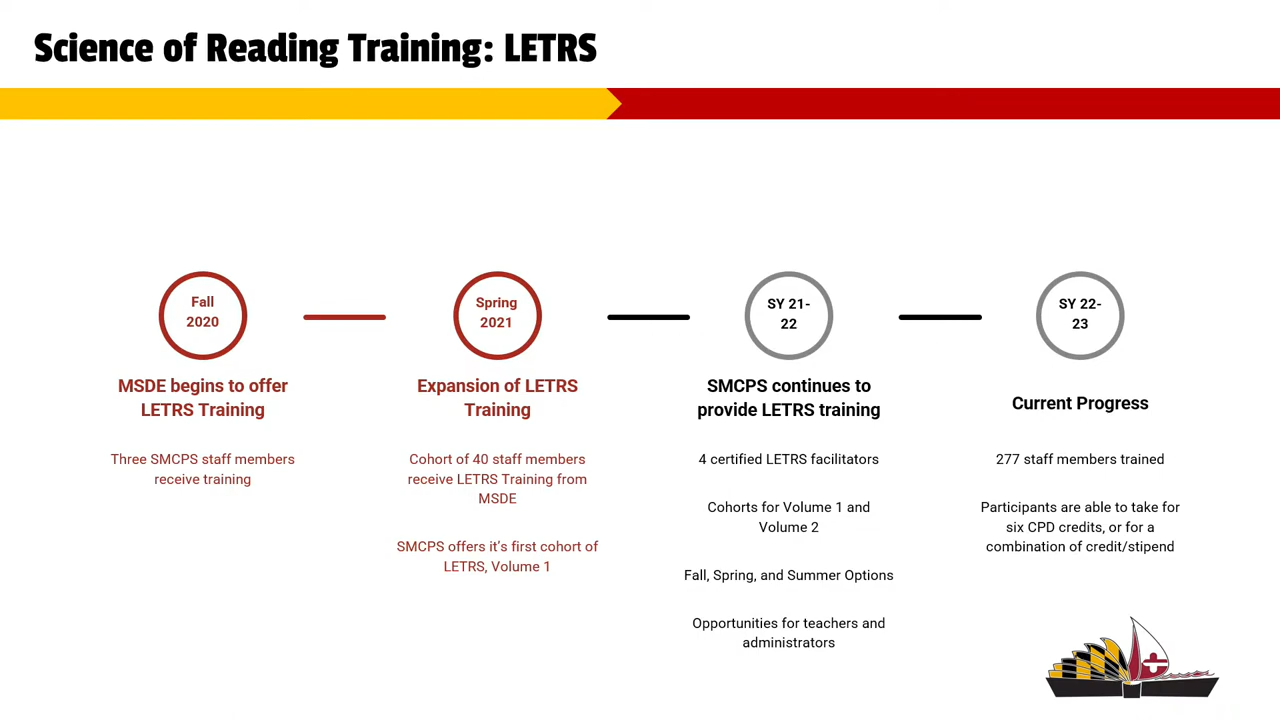 Science of Reading Training: LETRS
Fall
2020
MSDE begins to offer
LETRS Training
Three SMCPS staff members
receive training
Spring
2021
Expansion of LETRS
Training
Cohort of 40 staff members
receive LETRS Training from
MSDE
SMCPS offers it's first cohort of
LETRS, Volume 1
SY 21-
22
SMCPS continues to
provide LETRS training
4 certified LETRS facilitators
Cohorts for Volume 1 and
Volume 2
Fall, Spring, and Summer Options
Opportunities for teachers and
administrators
SY 22-
23
Current Progress
277 staff members trained
Participants are able to take for
six CPD credits, or for a
combination of credit/stipend